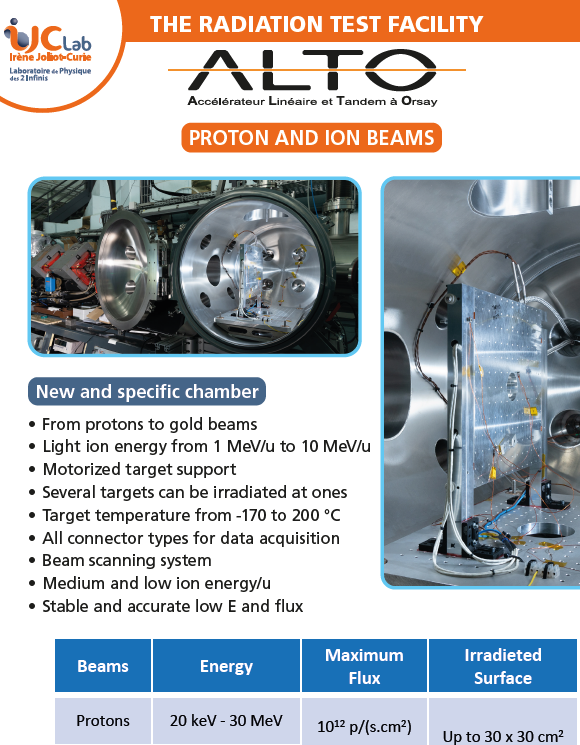 THE RADIATION TEST FACILITY
iJC Lab
Irène Joliot-Curie
Laboratoire de Physique
des 2 Infinis
ALTO
Accélérateur Linéaire et Tandem à Orsay
PROTON AND ION BEAMS
New and specific chamber
• From protons to gold beams
• Light ion energy from 1 MeV/u to 10 MeV/u
• Motorized target support
• Several targets can be irradiated at ones
• Target temperature from -170 to 200 °C
• All connector types for data acquisition
• Beam scanning system
• Medium and low ion energy/u
• Stable and accurate low E and flux
Beams Energy Maximum Flux Irradieted Surface
Protons 20 keV - 30 MeV 10¹² p/(s.cm²) Up to 30 x 30 cm²